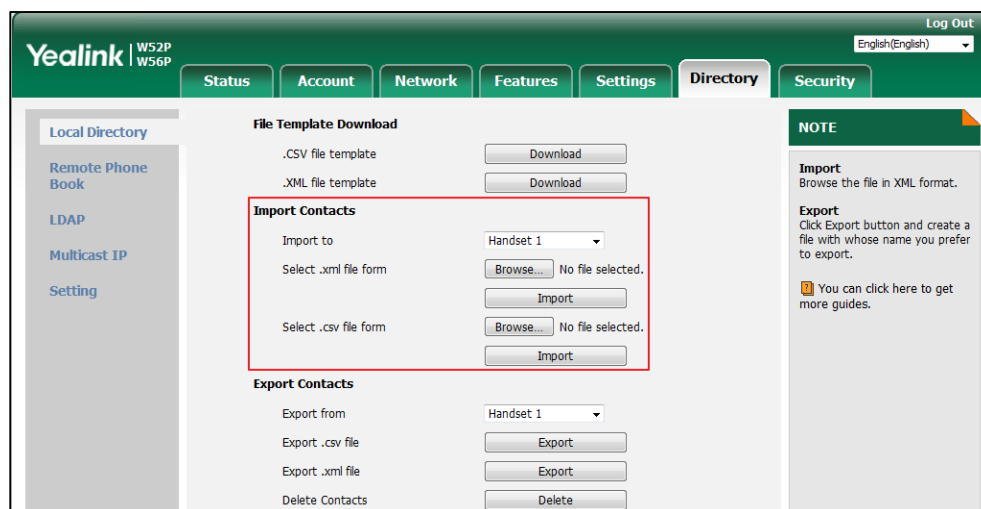 Log Out
English(English)
Yealink W52P W56P
Status Account Network Features Settings Directory Security
Local Directory
Remote Phone
Book
LDAP
Multicast IP
Setting
File Template Download
.CSV file template Download
.XML file template Download
Import Contacts
Import to Handset 1
Select .xml file form Browse... No file selected.
Import
Select .csv file form Browse... No file selected.
Import
Export Contacts
Export from Handset 1
Export .csv file Export
Export .xml file Export
Delete Contacts Delete
NOTE
Import
Browse the file in XML format.
Export
Click Export button and create a
file with whose name you prefer
to export.
You can click here to get
more guides.